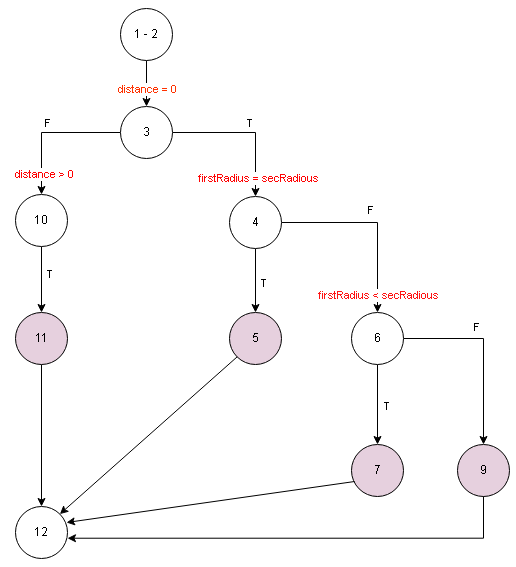 1 - 2
distance = 0
3
F
T
distance > 0
firstRadius = secRadious
10
4
F
T
T
firstRadius < secRadious
11
5
6
F
T
7
9
12